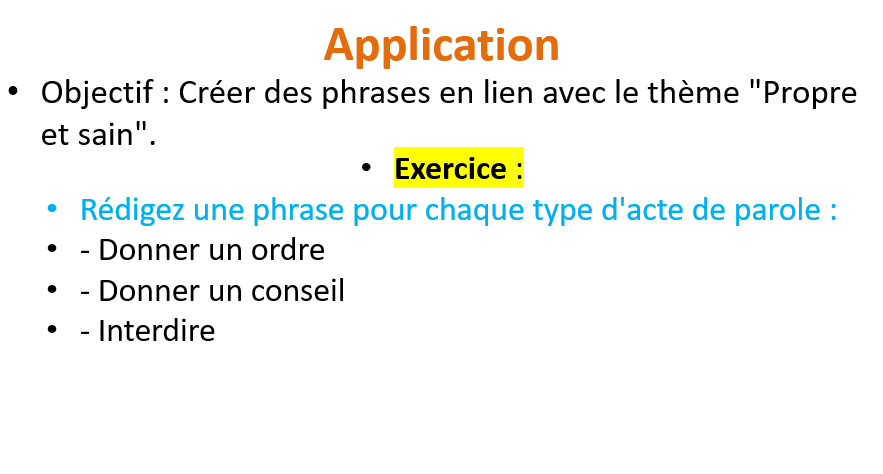 Application
• Objectif : Créer des phrases en lien avec le thème "Propre
et sain".
• Exercice :
• Rédigez une phrase pour chaque type d'acte de parole :
• - Donner un ordre
• - Donner un conseil
• - Interdire